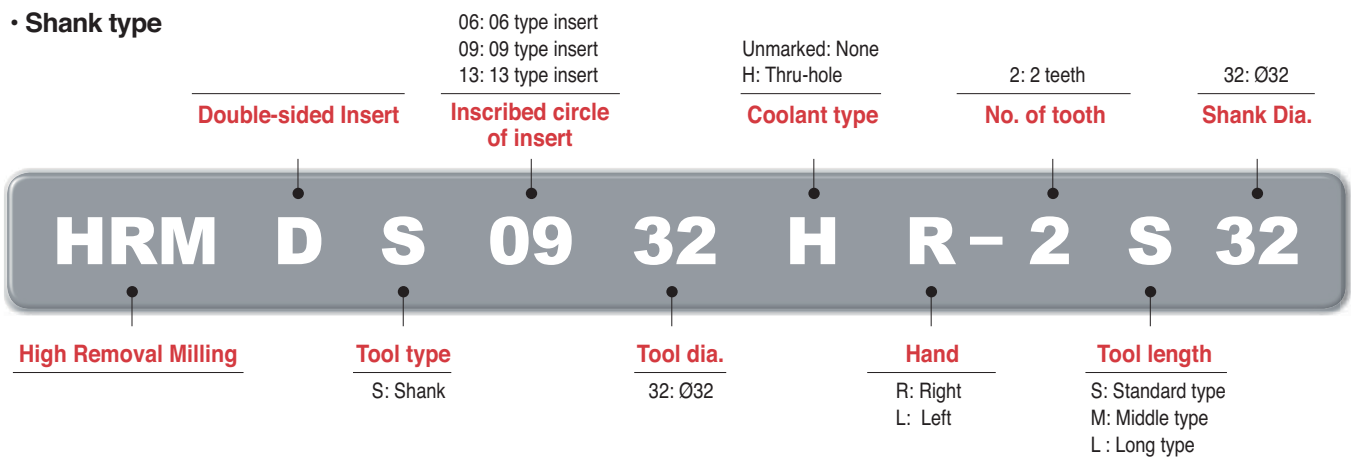 • Shank type
06: 06 type insert
09: 09 type insert
13: 13 type insert
Unmarked: None
H: Thru-hole
2: 2 teeth
32: Ø32
Double-sided Insert
Inscribed circle
of insert
Coolant type
No. of tooth
Shank Dia.
HRM D S 09 32 H R - 2 S 32
High Removal Milling
Tool type
S: Shank
Tool dia.
32: Ø32
Hand
R: Right
L: Left
Tool length
S: Standard type
M: Middle type
L : Long type